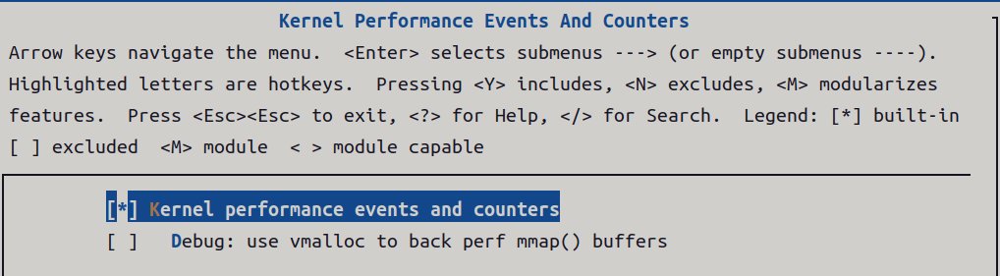 Kernel Performance Events And Counters
Arrow keys navigate the menu.  <Enter> selects submenus ---> (or empty submenus ----).
Highlighted letters are hotkeys.  Pressing <Y> includes, <N> excludes, <M> modularizes
features.  Press <Esc><Esc> to exit, <?> for Help, </> for Search.  Legend: [*] built-in
[ ] excluded  <M> module  < > module capable
[*] Kernel performance events and counters
[ ]   Debug: use vmalloc to back perf mmap() buffers